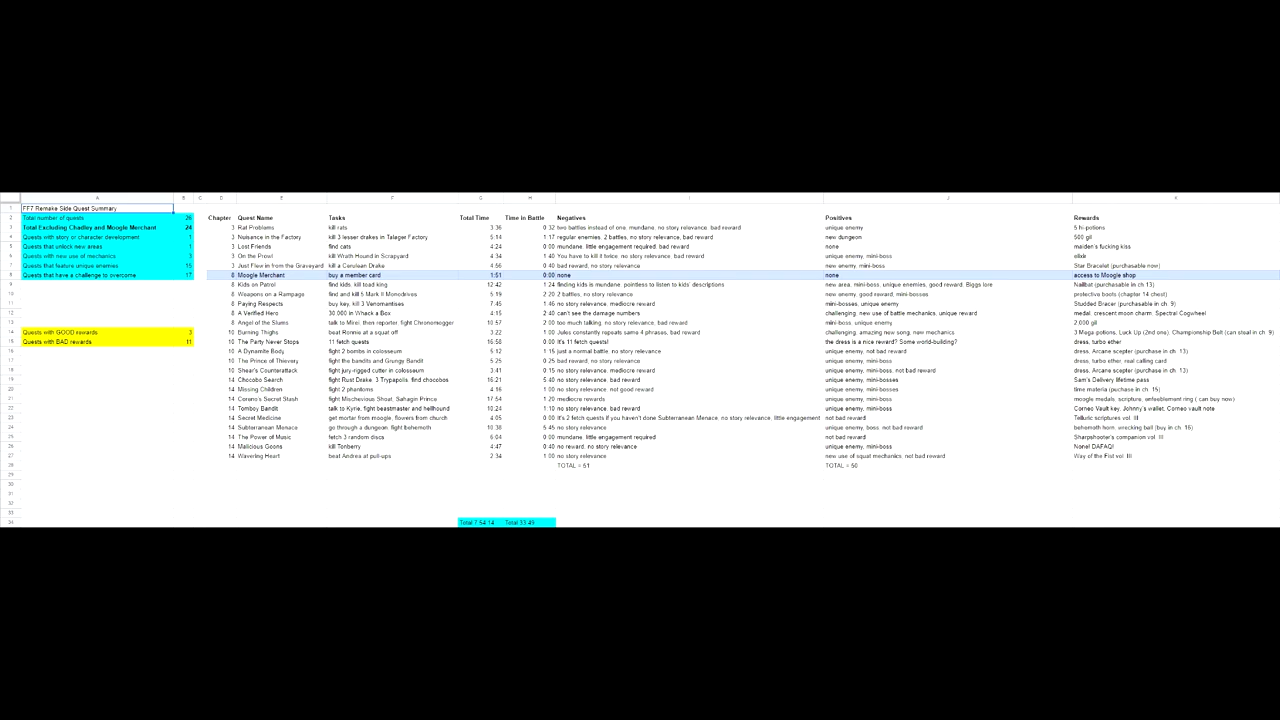 A B C D E F G H I J K
1 FF7 Remake Side Quest Summary
2 Total number of quests 26 Chapter Quest Name Tasks Total Time Time in Battle Negatives Positives Rewards
3 Total Excluding Chadley and Moogle Merchant 24 3 Rat Problems kill rats 3:36 0:32 two battles instead of one, mundane, no story relevance, bad reward unique enemy 5 hi-potions
4 Quests with story or character development 1 3 Nuisance in the Factory kill 3 lesser drakes in Talager Factory 5:14 1:17 regular enemies, 2 battles, no story relevance, bad reward new dungeon 500 gil
5 Quests that unlock new areas 1 3 Lost Friends find cats 4:24 0:00 mundane, little engagement required, bad reward none maiden's fucking kiss
6 Quests with new use of mechanics 3 3 On the Prowl kill Wrath Hound in Scrapyard 4:34 1:40 You have to kill it twice, no story relevance, bad reward unique enemy, mini-boss elixir
7 Quests that feature unique enemies 15 3 Just Flew in from the Graveyard kill a Cerulean Drake 4:56 0:40 bad reward, no story relevance new enemy, mini-boss Star Bracelet (purchasable now)
8 Quests that have a challenge to overcome 17 8 Moogle Merchant buy a member card 1:51 0:00 none none access to Moogle shop
9 8 Kids on Patrol find kids, kill toad king 12:42 1:24 finding kids is mundane, pointless to listen to kids' descriptions new area, mini-boss, unique enemies, good reward, Biggs lore Nailbat (purchasable in ch 13)
10 8 Weapons on a Rampage find and kill 5 Mark II Monodrives 5:19 2:20 2 battles, no story relevance new enemy, good reward, mini-bosses protective boots (chapter 14 chest)
11 8 Paying Respects buy key, kill 3 Venomantises 7:45 1:46 no story relevance, mediocre reward mini-bosses, unique enemy Studded Bracer (purchasable in ch. 9)
12 8 A Verified Hero 30,000 in Whack a Box 4:15 2:40 can't see the damage numbers challenging, new use of battle mechanics, unique reward medal, crescent moon charm, Spectral Cogwheel
13 8 Angel of the Slums talk to Mirei, then reporter, fight Chronomogger 10:57 2:00 too much talking, no story relevance mini-boss, unique enemy 2,000 gil
14 Quests with GOOD rewards 3 10 Burning Thighs beat Ronnie at a squat off 3:22 1:00 Jules constantly repeats same 4 phrases, bad reward challenging, amazing new song, new mechanics 3 Mega potions, Luck Up (2nd one), Championship Belt (can steal in ch. 9)
15 Quests with BAD rewards 11 10 The Party Never Stops 11 fetch quests 16:58 0:00 It's 11 fetch quests! the dress is a nice reward? Some world-building? dress, turbo ether
16 10 A Dynamite Body fight 2 bombs in colosseum 5:12 1:15 just a normal battle, no story relevance unique enemy, not bad reward dress, Arcane scepter (purchase in ch. 13)
17 10 The Prince of Thievery fight the bandits and Grungy Bandit 5:25 0:25 bad reward, no story relevance unique enemy, mini-boss dress, turbo ether, real calling card
18 10 Shear's Counterattack fight jury-rigged cutter in colosseum 3:41 0:15 no story relevance, mediocre reward unique enemy, mini-boss, not bad reward dress, Arcane scepter (purchase in ch. 13)
19 14 Chocobo Search fight Rust Drake, 3 Trypapolis, find chocobos 16:21 5:40 no story relevance, bad reward unique enemy, mini-bosses Sam's Delivery lifetime pass
20 14 Missing Children fight 2 phantoms 4:16 1:00 no story relevance, not good reward unique enemy, mini-bosses time materia (purchase in ch. 15)
21 14 Corneo's Secret Stash fight Mischievous Shoat, Sahagin Prince 17:54 1:20 mediocre rewards unique enemy, mini-bosses moogle medals, scripture, enfeeblement ring ( can buy now)
22 14 Tomboy Bandit talk to Kyrie, fight beastmaster and hellhound 10:24 1:10 no story relevance, bad reward unique enemy, mini-bosses Corneo Vault key, Johnny's wallet, Corneo vault note
23 14 Secret Medicine get mortar from moogle, flowers from church 4:05 0:00 It's 2 fetch quests if you haven't done Subterranean Menace, no story relevance, little engagement not bad reward Telluric scriptures vol. III
24 14 Subterranean Menace go through a dungeon, fight behemoth 10:38 5:45 no story relevance unique enemy, boss, not bad reward behemoth horn, wrecking ball (buy in ch. 16)
25 14 The Power of Music fetch 3 random discs 6:04 0:00 mundane, little engagement required not bad reward Sharpshooter's companion vol. III
26 14 Malicious Goons kill Tonberry 4:47 0:40 no reward, no story relevance unique enemy, mini-boss None! DAFAQ!
27 14 Wavering Heart beat Andrea at pull-ups 2:34 1:00 no story relevance new use of squat mechanics, not bad reward Way of the Fist vol. III
28 TOTAL = 51 TOTAL = 50
29
30
31
32
33
34 Total 7:54:14 Total 33:49